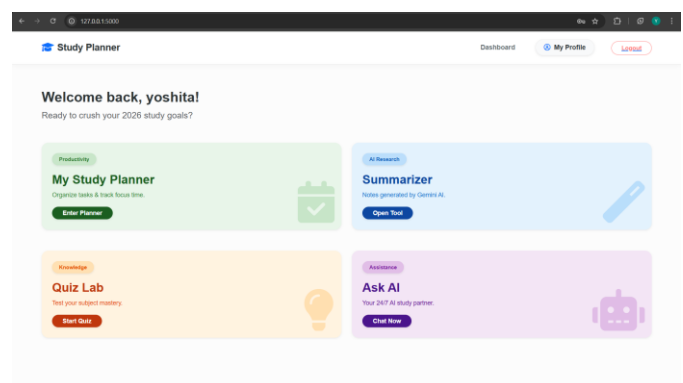 127.0.0.1:5000
Study Planner
Dashboard
My Profile
Logout
Welcome back, yoshita!
Ready to crush your 2026 study goals?
Productivity
My Study Planner
Organize tasks & track focus time.
Enter Planner
AI Research
Summarizer
Notes generated by Gemini AI.
Open Tool
Knowledge
Quiz Lab
Test your subject mastery.
Start Quiz
Assistance
Ask AI
Your 24/7 AI study partner.
Chat Now